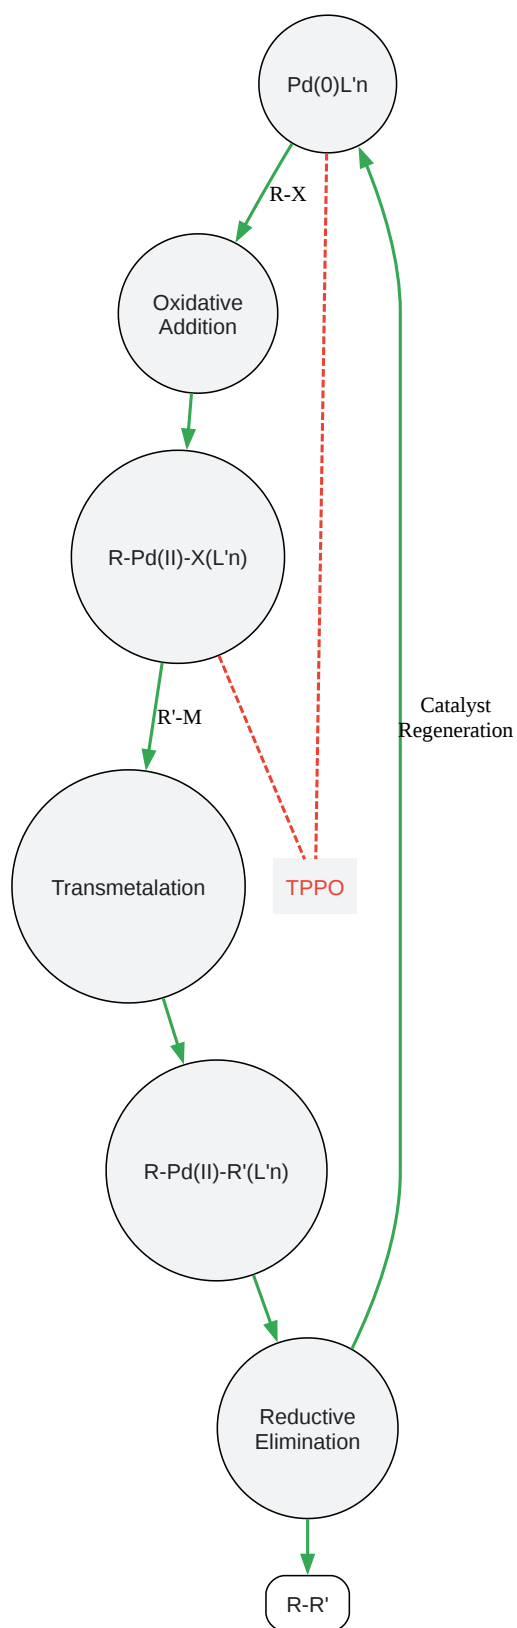 Pd(0)L'n
R-X
Oxidative
Addition
R-Pd(II)-X(L'n)
R'-M
Catalyst
Regeneration
Transmetalation
TPPO
R-Pd(II)-R'(L'n)
Reductive
Elimination
R-R'